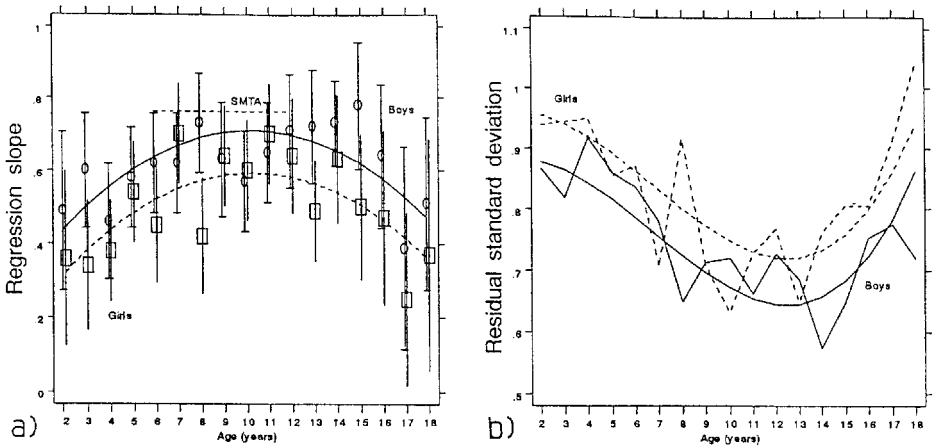 1
.8
.6
.4
.2
0
Regression slope
SMTA
Boys
Girls
2 3 4 5 6 7 8 9 10 11 12 13 14 15 16 17 18
Age (years)
a)
1.1
1
.9
.8
.7
.6
.5
Residual standard deviation
Girls
Boys
2 3 4 5 6 7 8 9 10 11 12 13 14 15 16 17 18
Age (years)
b)